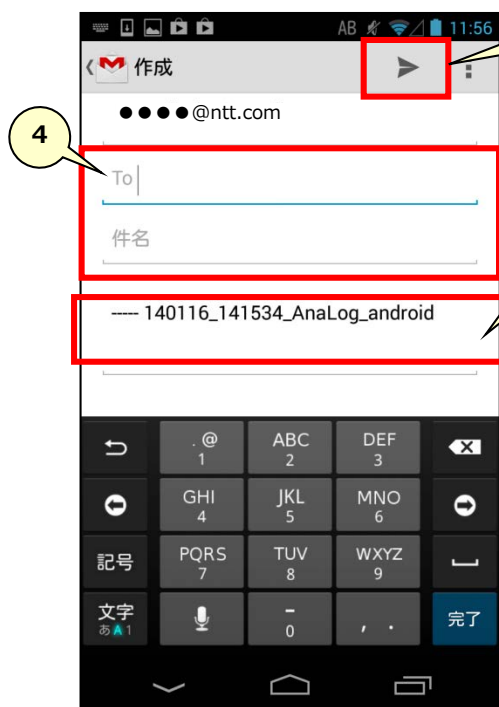 AB 11:56
作成
●●●●@ntt.com
4
To
件名
----- 140116_141534_AnaLog_android
. @ ABC DEF
1 2 3
GHI JKL MNO
4 5 6
記号 PQRS TUV WXYZ
7 8 9
文字 - , . 完了
あA1 0